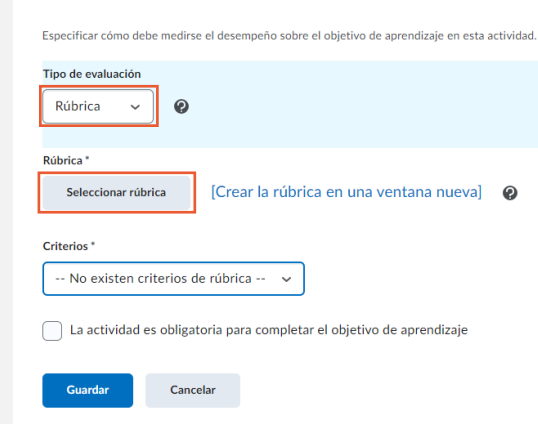 Especificar cómo debe medirse el desempeño sobre el objetivo de aprendizaje en esta actividad.
Tipo de evaluación
Rúbrica
Rúbrica *
Seleccionar rúbrica [Crear la rúbrica en una ventana nueva]
Criterios *
-- No existen criterios de rúbrica --
La actividad es obligatoria para completar el objetivo de aprendizaje
Guardar Cancelar